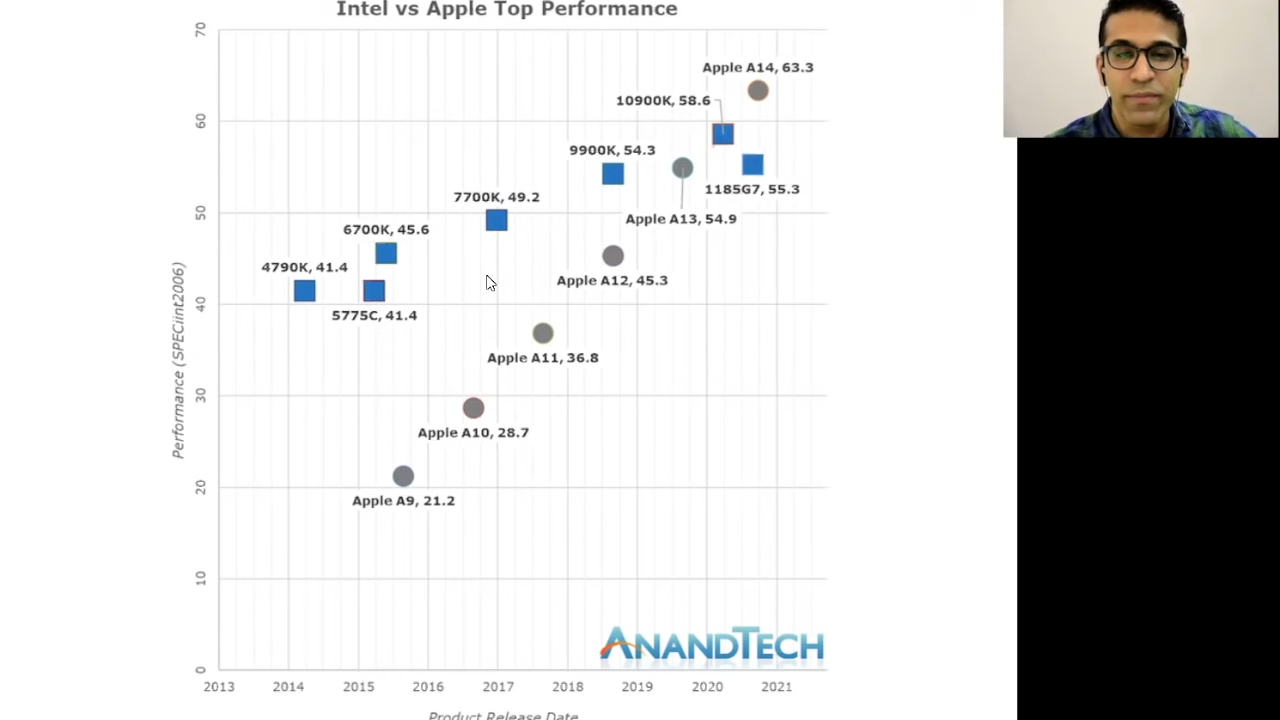 Intel vs Apple Top Performance
70
Apple A14, 63.3
10900K, 58.6
60
9900K, 54.3
1185G7, 55.3
7700K, 49.2
Apple A13, 54.9
50
6700K, 45.6
4790K, 41.4
Apple A12, 45.3
40
5775C, 41.4
Apple A11, 36.8
Performance (SPECint2006)
30
Apple A10, 28.7
20
Apple A9, 21.2
10
ANANDTECH
0
2013 2014 2015 2016 2017 2018 2019 2020 2021
Product Release Date